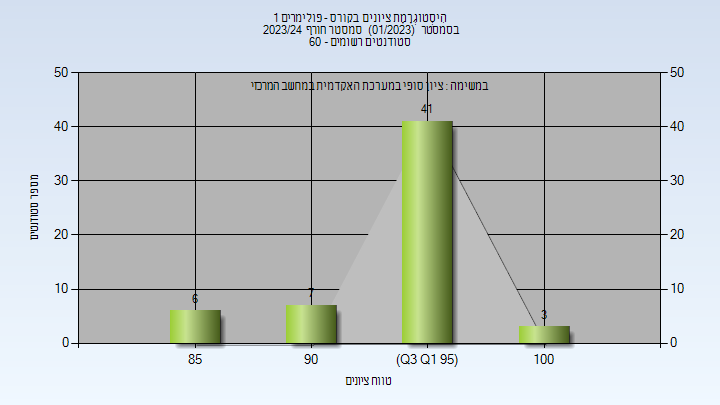 היסטוגרמת ציונים בקורס - פולימרים 1
בסמסטר (01/2023) סמסטר חורף 2023/24
סטודנטים רשומים - 60
במשימה : ציון סופי במערכת האקדמית במחשב המרכזי
מספר סטודנטים
50
40
30
20
10
0
50
40
30
20
10
0
6
7
41
3
85
90
(Q3 Q1 95)
100
טווח ציונים